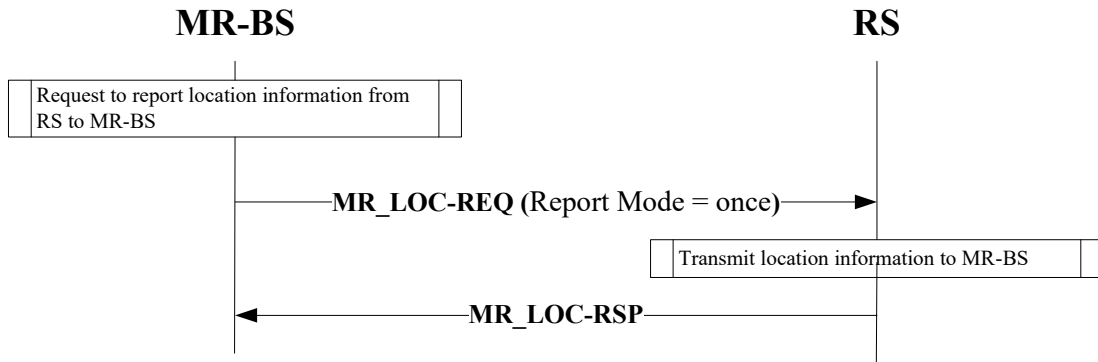 MR-BS
RS
Request to report location information from
RS to MR-BS
MR_LOC-REQ (Report Mode = once)
Transmit location information to MR-BS
MR_LOC-RSP